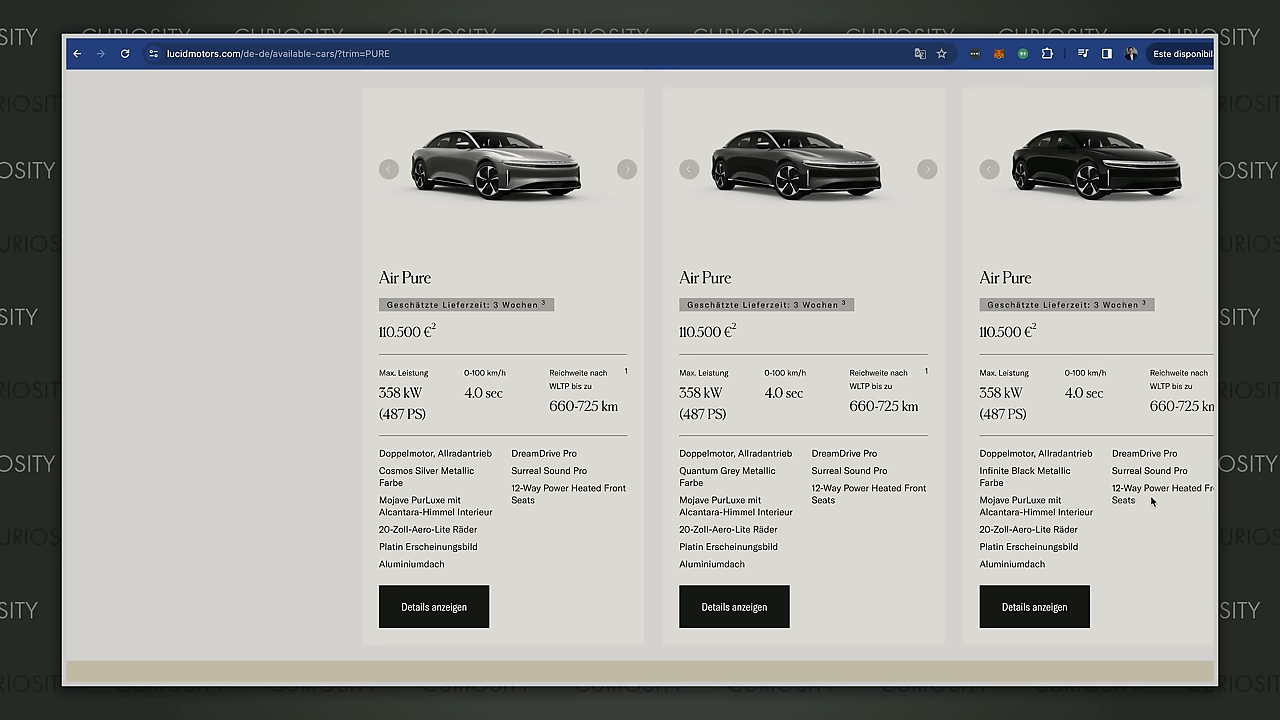 lucidmotors.com/de-de/available-cars/?trim=PURE
Este disponibil
Air Pure
Geschätzte Lieferzeit: 3 Wochen 3
110.500 €2
Max. Leistung
358 kW
(487 PS)
0-100 km/h
4.0 sec
Reichweite nach 1
WLTP bis zu
660-725 km
Doppelmotor, Allradantrieb
Cosmos Silver Metallic
Farbe
Mojave PurLuxe mit
Alcantara-Himmel Interieur
20-Zoll-Aero-Lite Räder
Platin Erscheinungsbild
Aluminiumdach
DreamDrive Pro
Surreal Sound Pro
12-Way Power Heated Front
Seats
Details anzeigen
Air Pure
Geschätzte Lieferzeit: 3 Wochen 3
110.500 €2
Max. Leistung
358 kW
(487 PS)
0-100 km/h
4.0 sec
Reichweite nach 1
WLTP bis zu
660-725 km
Doppelmotor, Allradantrieb
Quantum Grey Metallic
Farbe
Mojave PurLuxe mit
Alcantara-Himmel Interieur
20-Zoll-Aero-Lite Räder
Platin Erscheinungsbild
Aluminiumdach
DreamDrive Pro
Surreal Sound Pro
12-Way Power Heated Front
Seats
Details anzeigen
Air Pure
Geschätzte Lieferzeit: 3 Wochen 3
110.500 €2
Max. Leistung
358 kW
(487 PS)
0-100 km/h
4.0 sec
Reichweite nach
WLTP bis zu
660-725 km
Doppelmotor, Allradantrieb
Infinite Black Metallic
Farbe
Mojave PurLuxe mit
Alcantara-Himmel Interieur
20-Zoll-Aero-Lite Räder
Platin Erscheinungsbild
Aluminiumdach
DreamDrive Pro
Surreal Sound Pro
12-Way Power Heated Fr
Seats
Details anzeigen